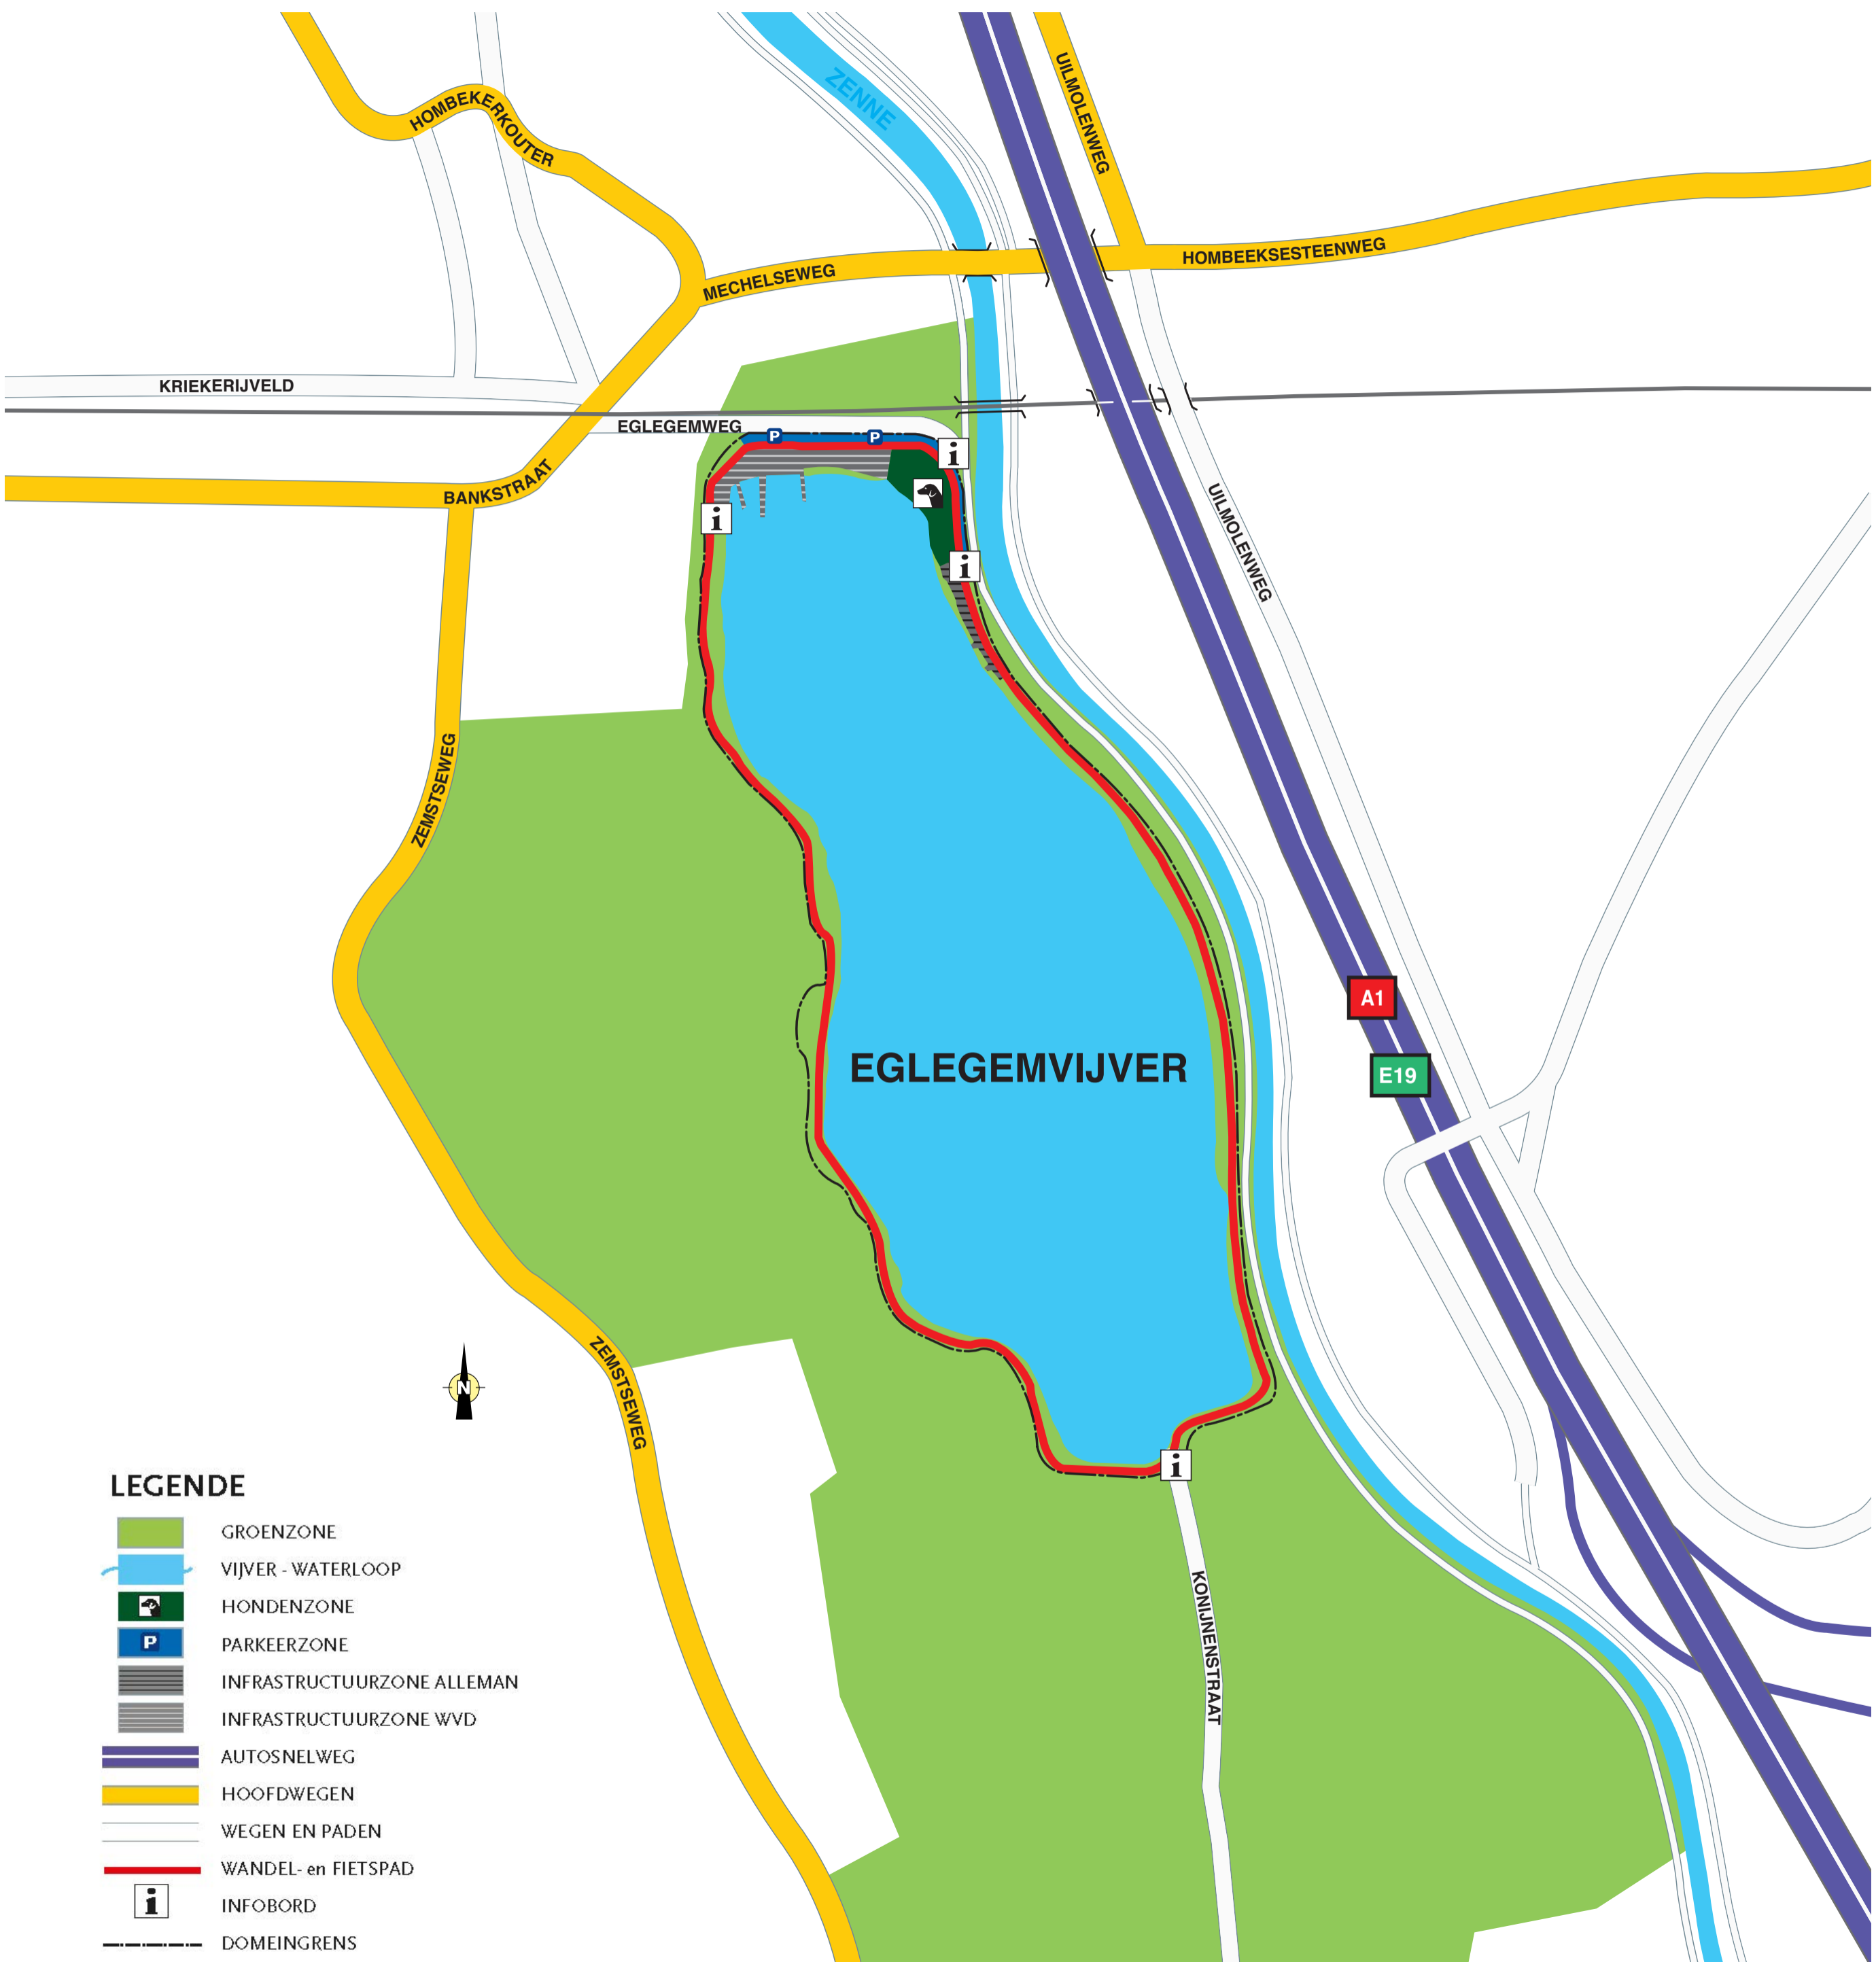 ZENNE
UILMOLENWEG
HOMBEKERKOUTER
HOMBEEKSESTEENWEG
MECHELSEWEG
KRIEKERIJVELD
EGLEGEMWEG
P
P
i
BANKSTRAAT
i
UILMOLENWEG
i
ZEMSTSEWEG
A1
EGLEGEMVIJVER
E19
ZEMSTSEWEG
N
i
KONIJNENSTRAAT
LEGENDE
GROENZONE
VIJVER - WATERLOOP
HONDENZONE
P PARKEERZONE
INFRASTRUCTUURZONE ALLEMAN
INFRASTRUCTUURZONE WVD
AUTOSNELWEG
HOOFDWEGEN
WEGEN EN PADEN
WANDEL- en FIETSPAD
i INFOBORD
DOMEINGRENS